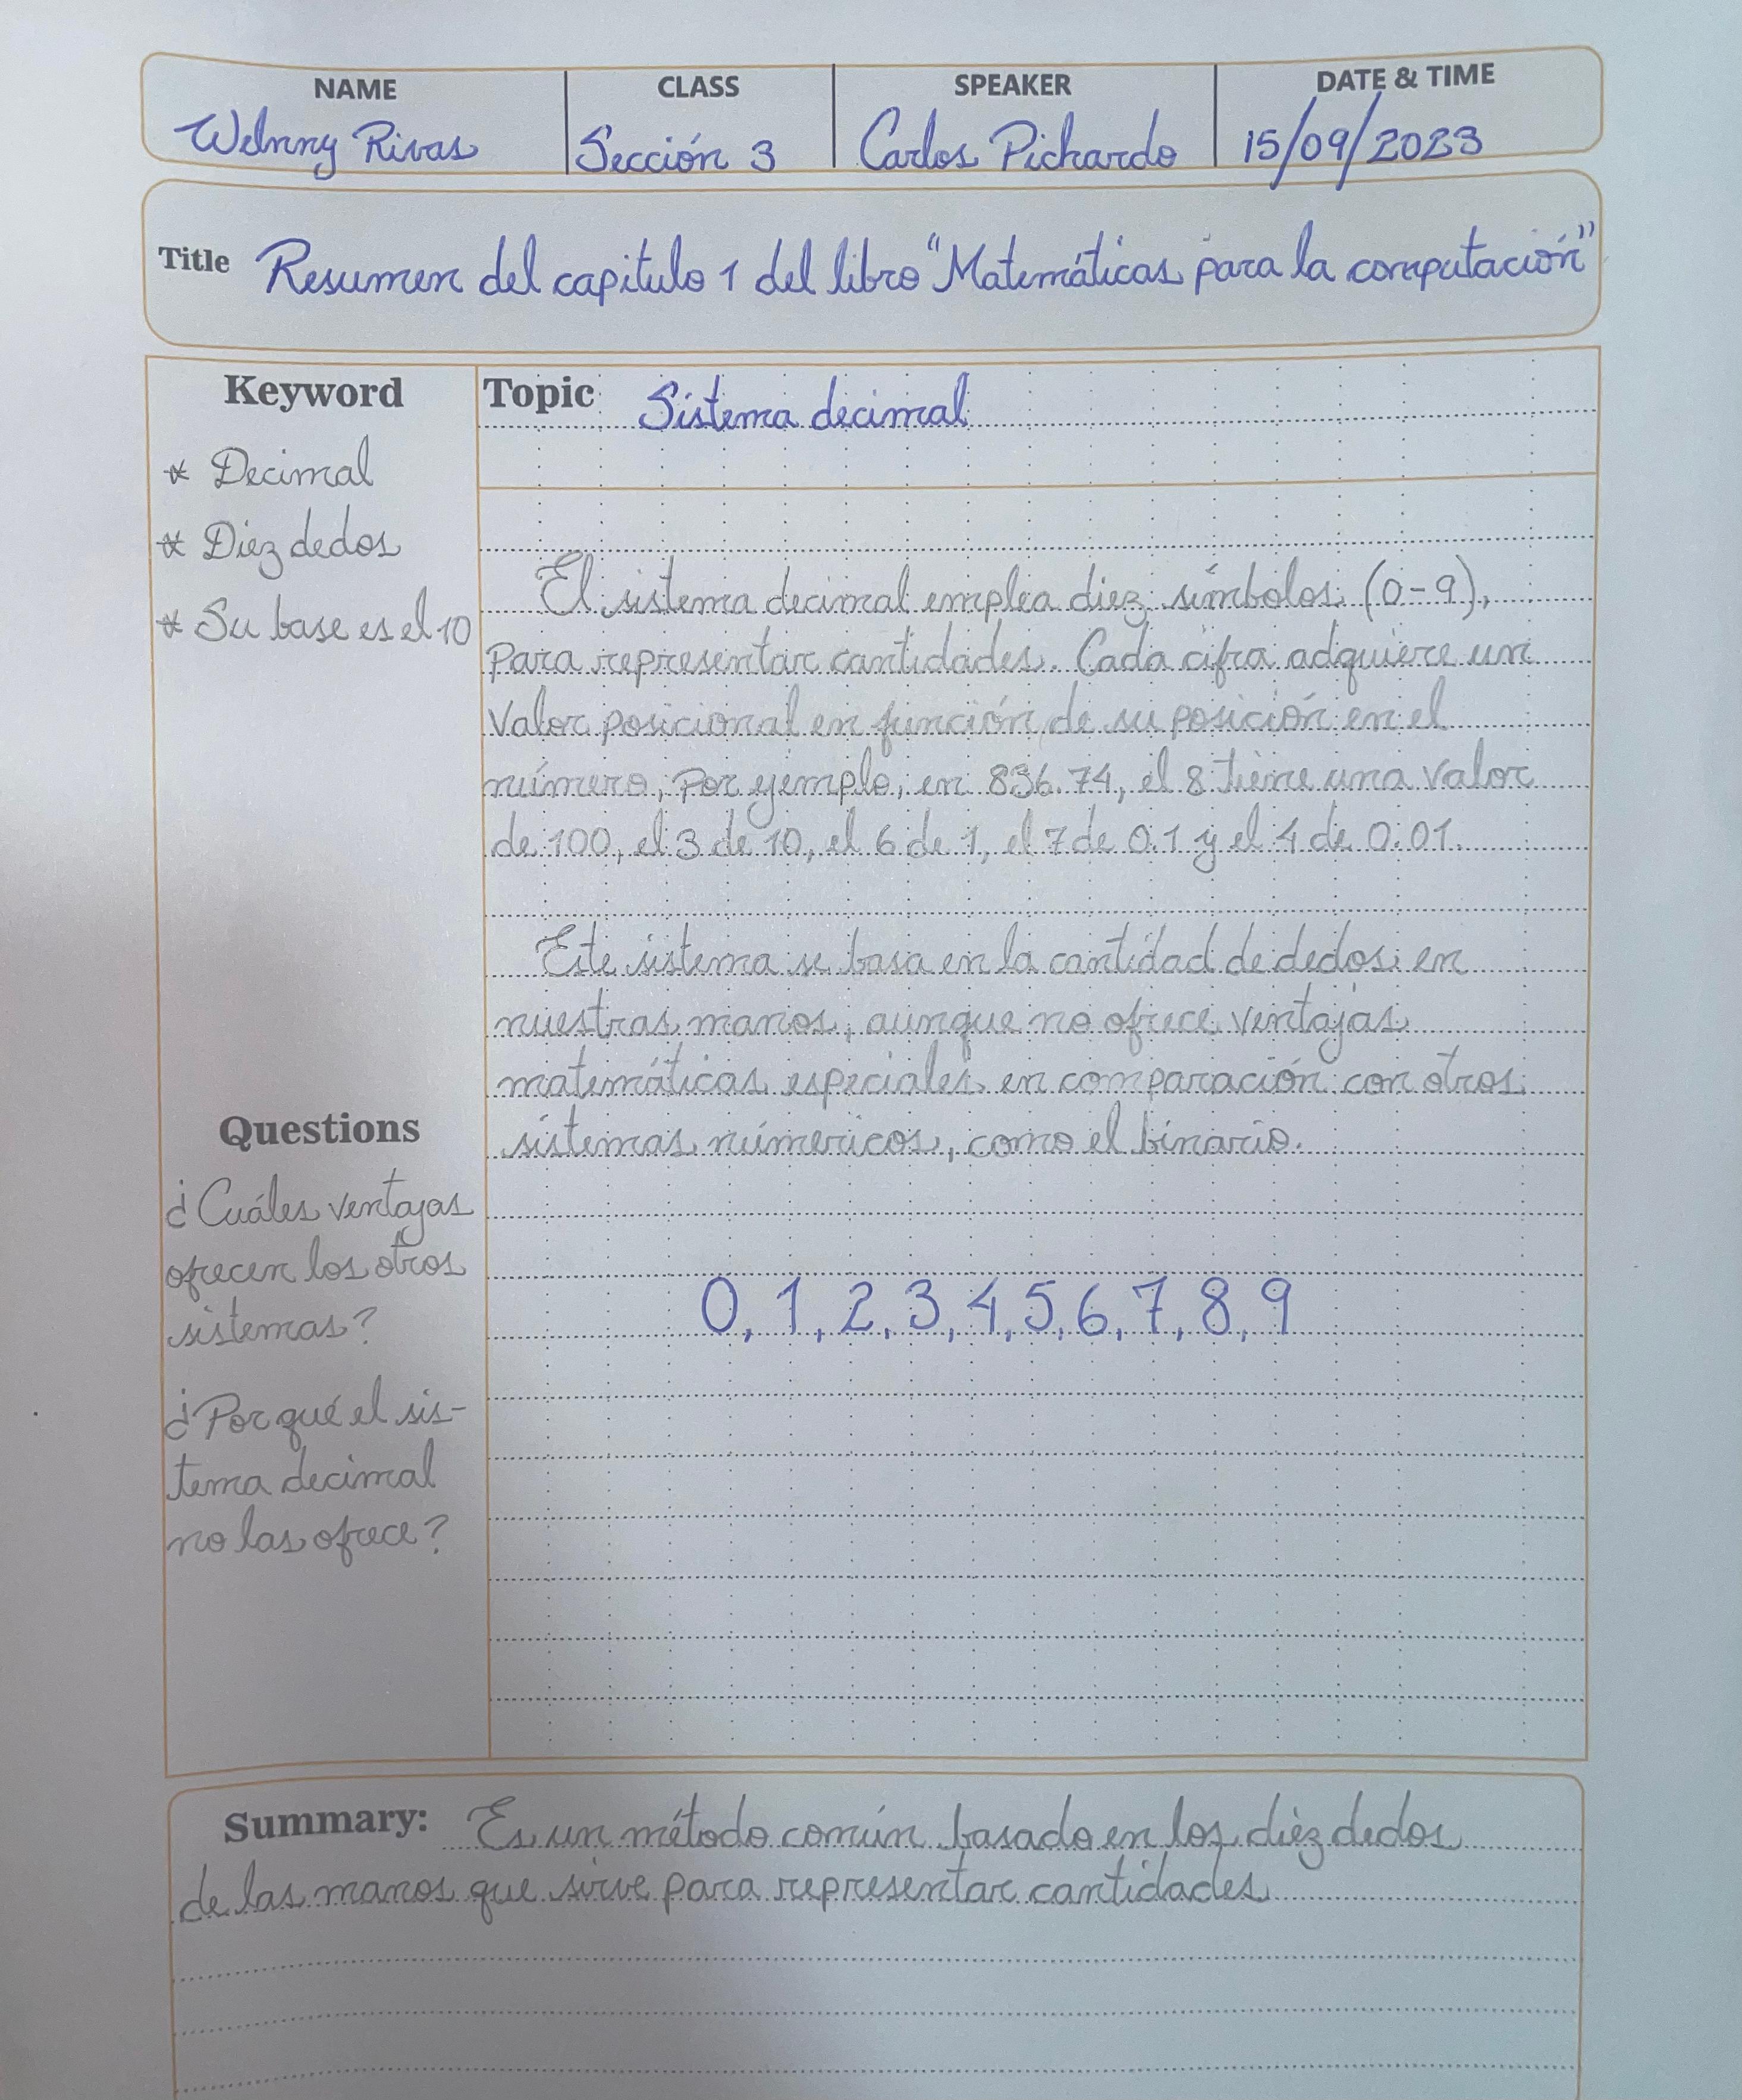 NAME CLASS SPEAKER DATE & TIME
Welnny Rivas Sección 3 Carlos Pichardo 15/09/2023
Title Resumen del capitulo 1 del libro "Matemáticas para la computación"
Keyword
* Decimal
* Diez dedos
* Su base es el 10
Topic Sistema decimal
El sistema decimal emplea diez símbolos (0-9),
Para representar cantidades. Cada cifra adquiere un
Valor posicional en función de su posición en el
número, Por ejemplo, en 836.74, el 8 tiene una valor
de 100, el 3 de 10, el 6 de 1, el 7 de 0.1 y el 4 de 0.01.
Este sistema se basa en la cantidad de dedos en
nuestras manos, aunque no ofrece ventajas
matemáticas especiales en comparación con otros
sistemas númericos, como el binario.
0, 1, 2, 3, 4, 5, 6, 7, 8, 9
Questions
¿Cuáles ventajas
ofrecen los otros
sistemas?
¿Por qué el sis-
tema decimal
no las ofrece?
Summary: Es un método común basado en los diez dedos
de las manos que sirve para representar cantidades